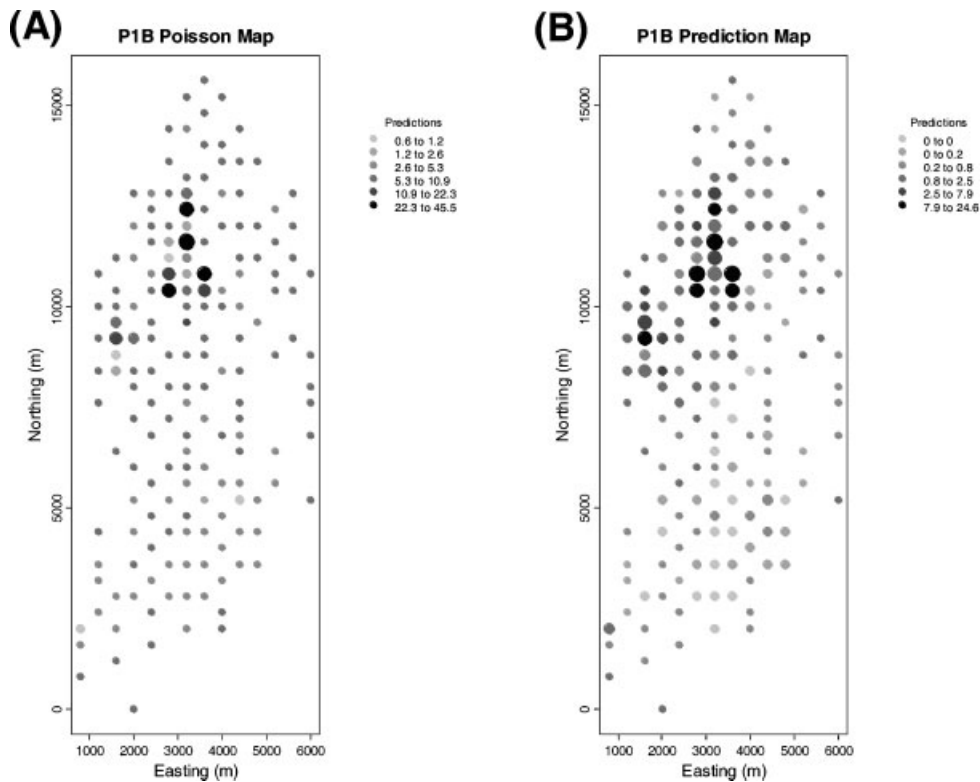 (A)
P1B Poisson Map
Northing (m)
15000
10000
5000
0
1000 2000 3000 4000 5000 6000
Easting (m)
Predictions
0.6 to 1.2
1.2 to 2.6
2.6 to 5.3
5.3 to 10.9
10.9 to 22.3
22.3 to 45.5
(B)
P1B Prediction Map
Northing (m)
15000
10000
5000
0
1000 2000 3000 4000 5000 6000
Easting (m)
Predictions
0 to 0
0 to 0.2
0.2 to 0.8
0.8 to 2.5
2.5 to 7.9
7.9 to 24.6